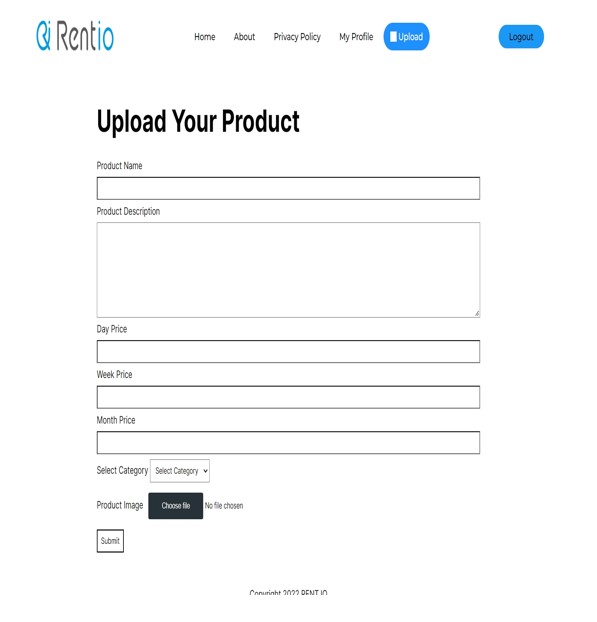 Rentio
Home About Privacy Policy My Profile Upload Logout
Upload Your Product
Product Name
Product Description
Day Price
Week Price
Month Price
Select Category Select Category
Product Image Choose file No file chosen
Submit
Copyright 2022 RENT.IO